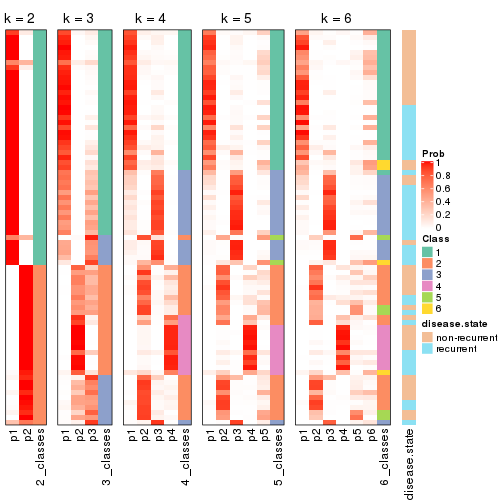 k = 2 k = 3 k = 4 k = 5 k = 6
Prob
1
0.8
0.6
0.4
0.2
0
Class
1
2
3
4
5
6
disease.state
non-recurrent
recurrent
p1 p2 2_classes p1 p2 p3 3_classes p1 p2 p3 p4 4_classes p1 p2 p3 p4 p5 5_classes p1 p2 p3 p4 p5 p6 6_classes disease.state